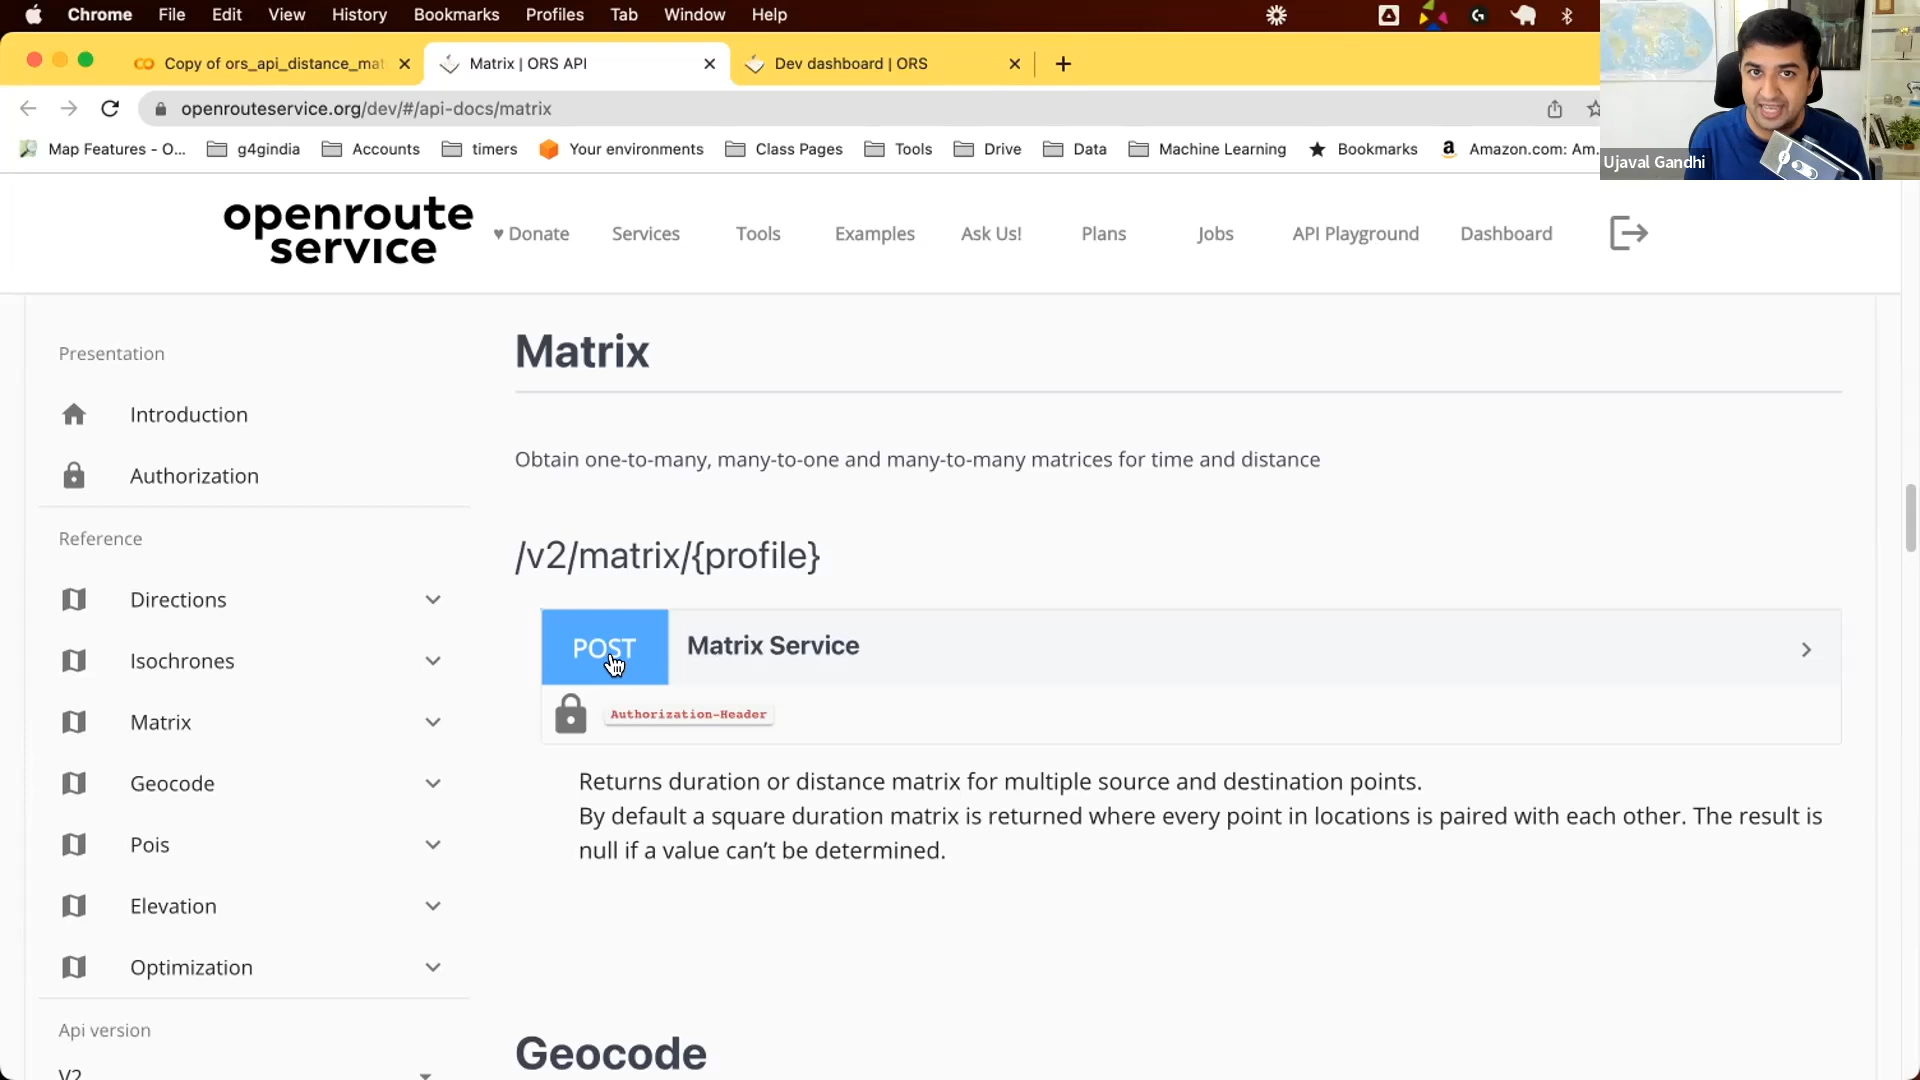 Chrome File Edit View History Bookmarks Profiles Tab Window Help
Copy of ors_api_distance_mat
Matrix | ORS API
Dev dashboard | ORS
openrouteservice.org/dev/#/api-docs/matrix
Map Features - O...
g4gindia
Accounts
timers
Your environments
Class Pages
Tools
Drive
Data
Machine Learning
Bookmarks
Amazon.com: Am.
Ujaval Gandhi
openroute
service
♥ Donate
Services
Tools
Examples
Ask Us!
Plans
Jobs
API Playground
Dashboard
Presentation
Introduction
Authorization
Reference
Directions
Isochrones
Matrix
Geocode
Pois
Elevation
Optimization
Api version
V2
Matrix
Obtain one-to-many, many-to-one and many-to-many matrices for time and distance
/v2/matrix/{profile}
POST
Matrix Service
Authorization-Header
Returns duration or distance matrix for multiple source and destination points.
By default a square duration matrix is returned where every point in locations is paired with each other. The result is
null if a value can’t be determined.
Geocode